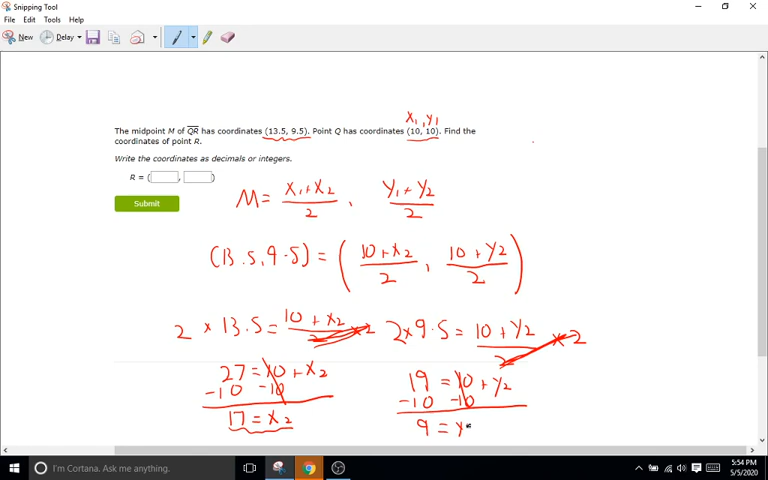 Snipping Tool
File Edit Tools Help
New Delay
X₁, y₁
The midpoint M of QR has coordinates (13.5, 9.5). Point Q has coordinates (10, 10). Find the
coordinates of point R.
Write the coordinates as decimals or integers.
R = ( , )
Submit
M = X₁+X₂/2 , Y₁+Y₂/2
(13.5, 9.5) = (10+X₂/2 , 10+Y₂/2)
2 × 13.5 = 10+X₂/2 ×2 2×9.5 = 10+Y₂/2 ×2
27 = 10 + X₂ 19 = 10 + Y₂
-10 -10 -10 -10
17 = X₂ 9 = Y
I'm Cortana. Ask me anything.
5:54 PM
5/5/2020